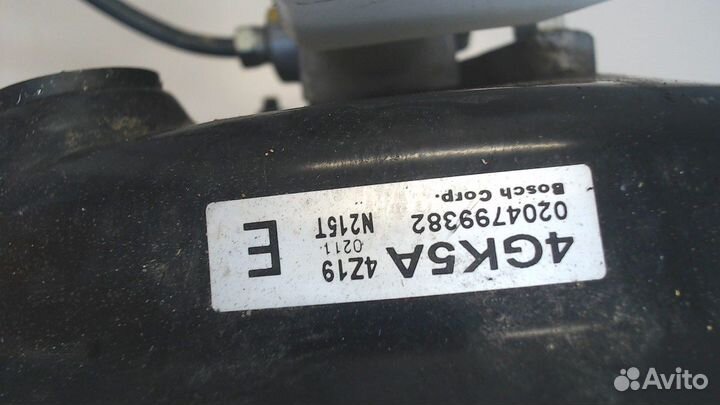 4GK5A 4Z19 E
0211
0204799382 N215T
Bosch Corp.
Avito